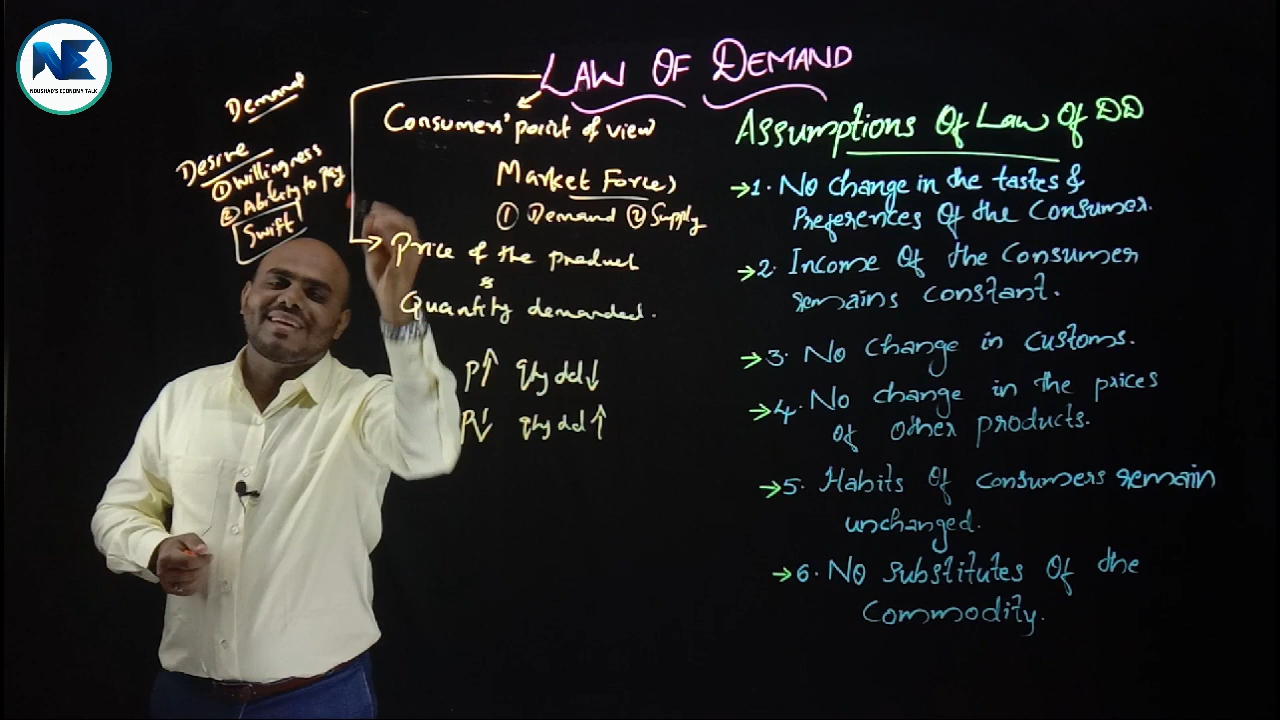 NE
NOUSHAD'S ECONOMY TALK
LAW OF DEMAND
Demand
Desire
① Willingness
② Ability to pay
Swift
Consumers' point of view
Market Forces
① Demand ② Supply
Price of the product
&
Quantity demanded.
P↑ qty dd↓
P↓ qty dd↑
Assumptions Of Law Of DD
→1. No change in the tastes &
Preferences Of the Consumer.
→2. Income Of the Consumer
remains constant.
→3. No change in customs.
→4. No change in the prices
of other products.
→5. Habits Of consumers remain
unchanged.
→6. No substitutes Of the
Commodity.